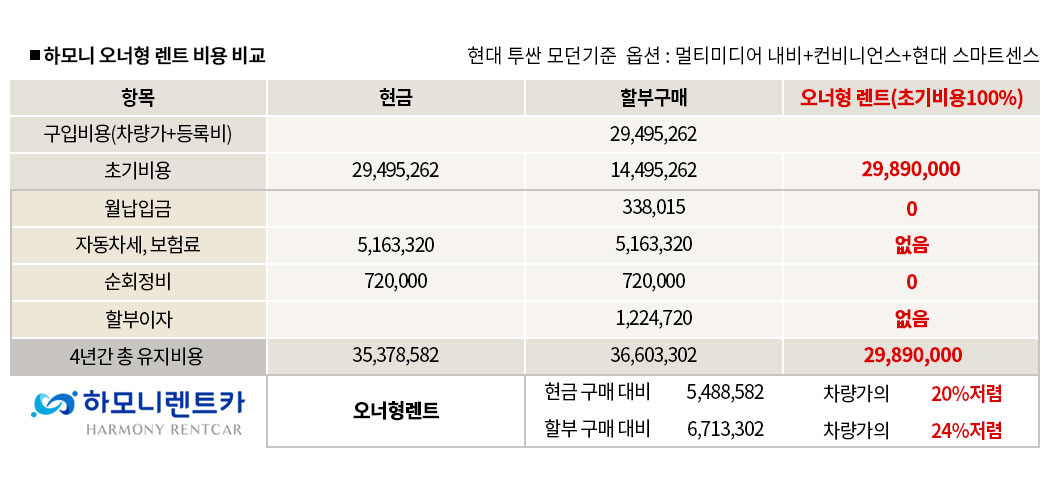 ■ 하모니 오너형 렌트 비용 비교 현대 투싼 모던기준 옵션 : 멀티미디어 내비+컨비니언스+현대 스마트센스
항목 현금 할부구매 오너형 렌트(초기비용100%)
구입비용(차량가+등록비) 29,495,262
초기비용 29,495,262 14,495,262 29,890,000
월납입금 338,015 0
자동차세, 보험료 5,163,320 5,163,320 없음
순회정비 720,000 720,000 0
할부이자 1,224,720 없음
4년간 총 유지비용 35,378,582 36,603,302 29,890,000
하모니렌트카
HARMONY RENTCAR
오너형렌트
현금 구매 대비 5,488,582 차량가의 20%저렴
할부 구매 대비 6,713,302 차량가의 24%저렴